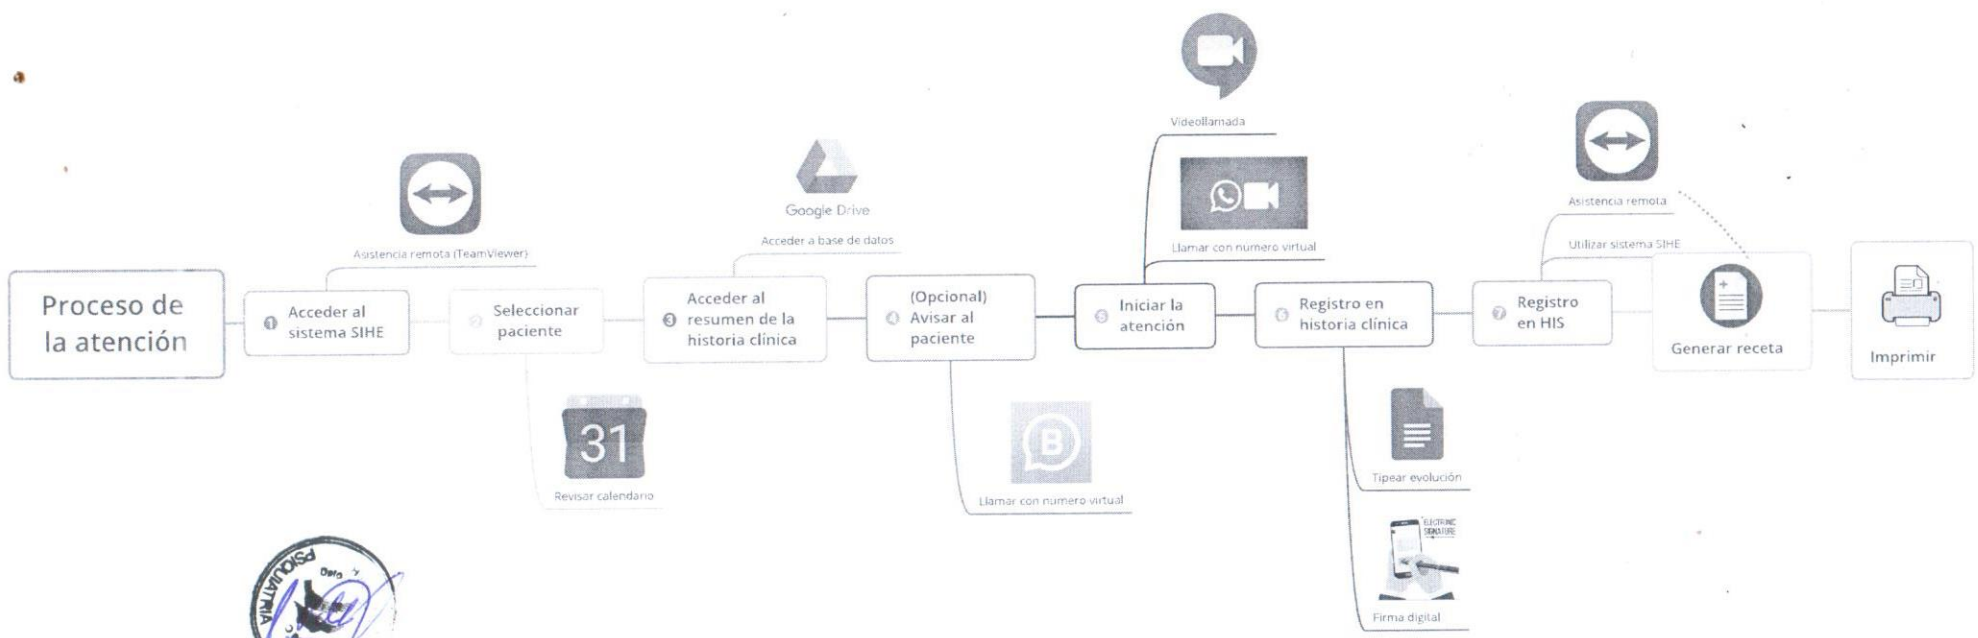 Proceso de
la atención
1 Acceder al
sistema SIHE
Asistencia remota (TeamViewer)
2 Seleccionar
paciente
31
Revisar calendario
3 Acceder al
resumen de la
historia clínica
Google Drive
Acceder a base de datos
4 (Opcional)
Avisar al
paciente
B
Llamar con numero virtual
5 Iniciar la
atención
Videollamada
Llamar con numero virtual
6 Registro en
historia clínica
Tipear evolución
ELECTRONIC
SIGNATURE
Firma digital
7 Registro
en HIS
Asistencia remota
Utilizar sistema SIHE
Generar receta
Imprimir
PSIQUIATRIA